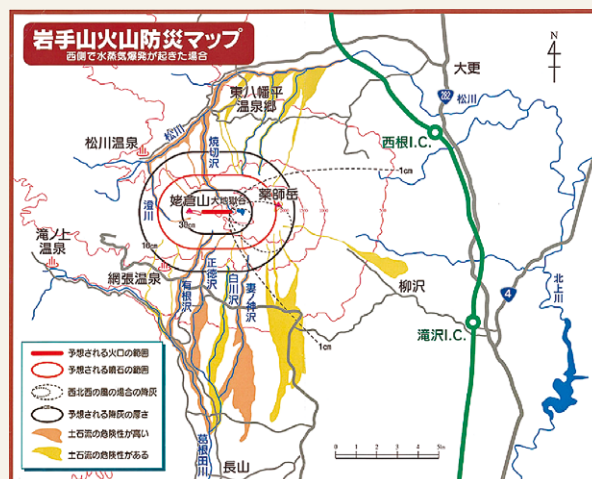 岩手山火山防災マップ
西側で水蒸気爆発が起きた場合
N
大更
282
松川
東八幡平
温泉郷
松川
松川温泉
焼切沢
西根I.C.
1cm
澄川
姥倉山
大地獄谷
薬師岳
30cm
10cm
滝ノ上
温泉
網張温泉
有根沢
正徳沢
白川沢
妻ノ神沢
柳沢
4
北上川
滝沢I.C.
1cm
予想される火口の範囲
予想される噴石の範囲
西北西の風の場合の降灰
予想される降灰の厚さ
土石流の危険性が高い
土石流の危険性がある
葛根田川
長山
0 1 2 3 4 5km